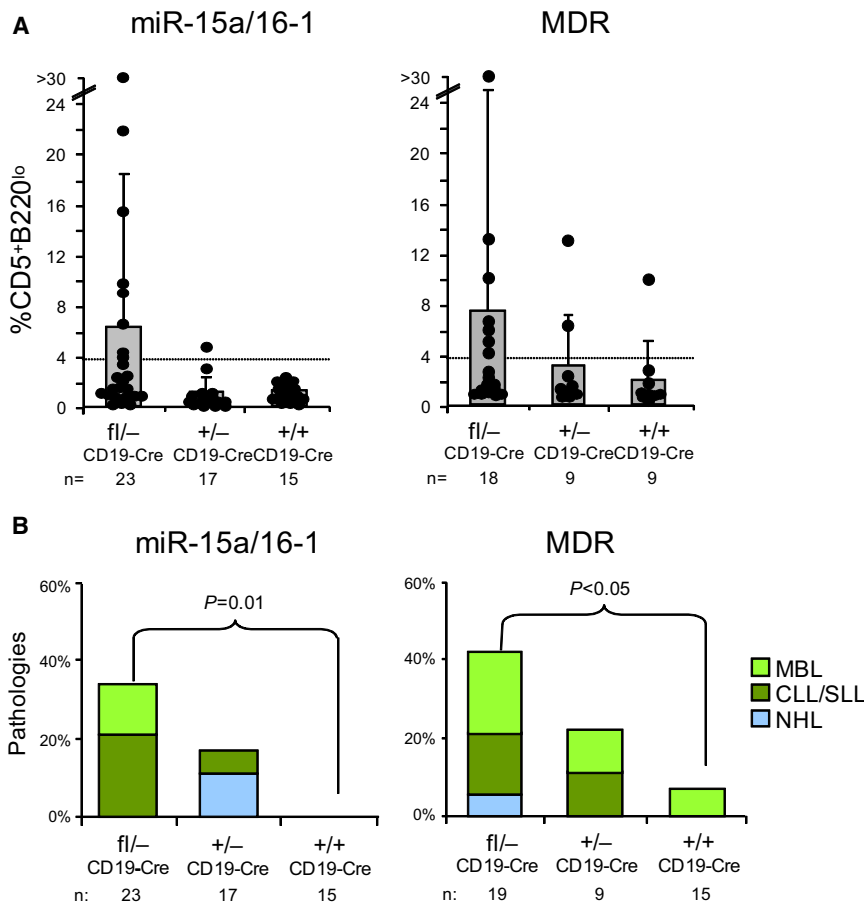 A
miR-15a/16-1
MDR
%CD5⁺B220ˡᵒ
>30
24
20
16
12
8
4
0
>30
24
20
16
12
8
4
0
fl/– +/– +/+
CD19-Cre CD19-Cre CD19-Cre
n= 23 17 15
fl/– +/– +/+
CD19-Cre CD19-Cre CD19-Cre
n= 18 9 9
B
miR-15a/16-1
MDR
Pathologies
60%
40%
20%
0%
P=0.01
60%
40%
20%
0%
P<0.05
MBL
CLL/SLL
NHL
fl/– +/– +/+
CD19-Cre CD19-Cre CD19-Cre
n: 23 17 15
fl/– +/– +/+
CD19-Cre CD19-Cre CD19-Cre
n: 19 9 15